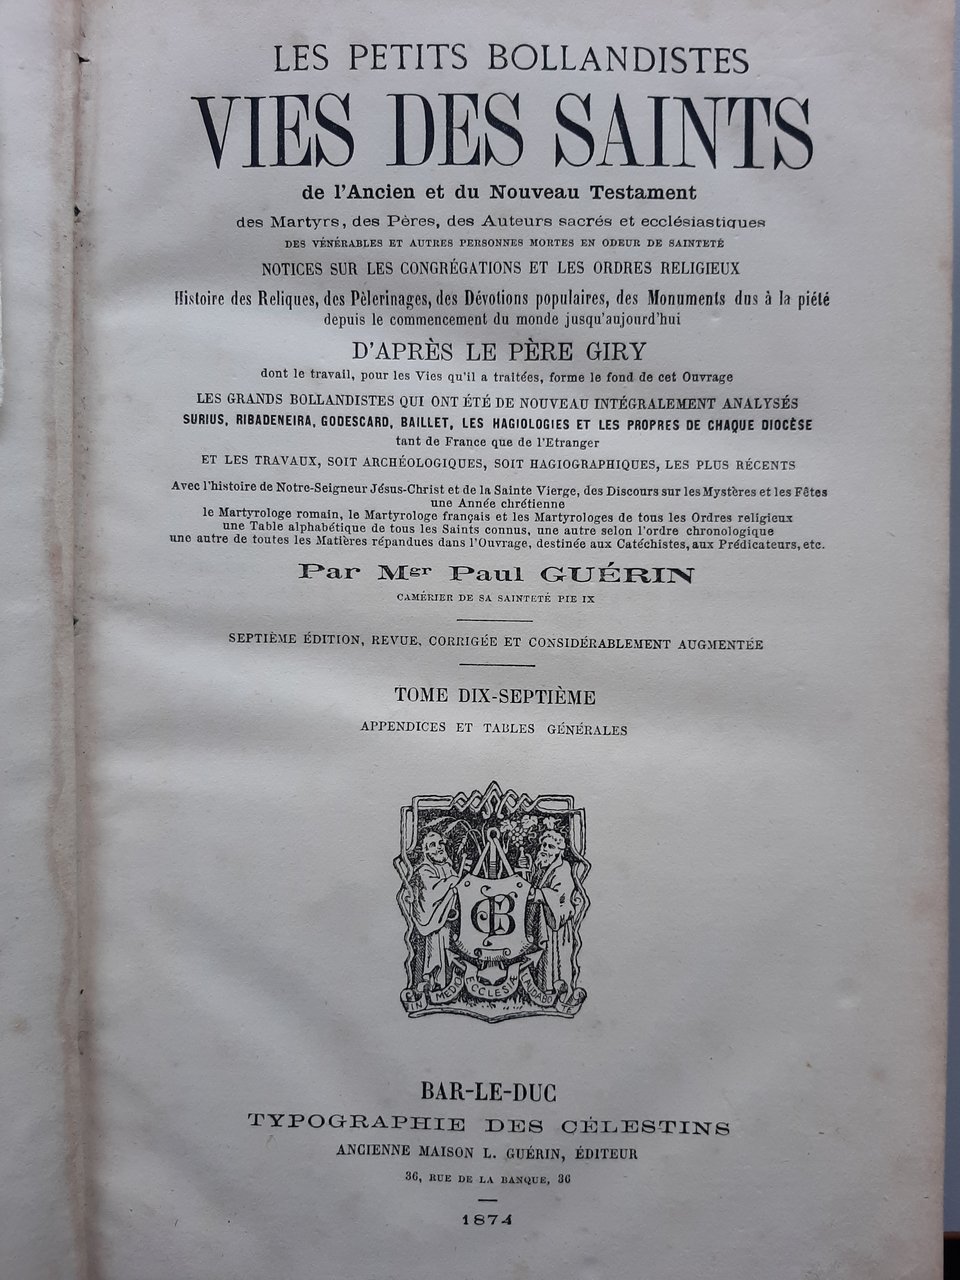 LES PETITS BOLLANDISTES
VIES DES SAINTS
de l'Ancien et du Nouveau Testament
des Martyrs, des Pères, des Auteurs sacrés et ecclésiastiques
DES VÉNÉRABLES ET AUTRES PERSONNES MORTES EN ODEUR DE SAINTETÉ
NOTICES SUR LES CONGRÉGATIONS ET LES ORDRES RELIGIEUX
Histoire des Reliques, des Pèlerinages, des Dévotions populaires, des Monuments dus à la piété
depuis le commencement du monde jusqu'aujourd'hui
D'APRÈS LE PÈRE GIRY
dont le travail, pour les Vies qu'il a traitées, forme le fond de cet Ouvrage
LES GRANDS BOLLANDISTES QUI ONT ÉTÉ DE NOUVEAU INTÉGRALEMENT ANALYSÉS
SURIUS, RIBADENEIRA, GODESCARD, BAILLET, LES HAGIOLOGIES ET LES PROPRES DE CHAQUE DIOCÈSE
tant de France que de l'Etranger
ET LES TRAVAUX, SOIT ARCHÉOLOGIQUES, SOIT HAGIOGRAPHIQUES, LES PLUS RÉCENTS
Avec l'histoire de Notre-Seigneur Jésus-Christ et de la Sainte Vierge, des Discours sur les Mystères et les Fêtes
une Année chrétienne
le Martyrologe romain, le Martyrologe français et les Martyrologes de tous les Ordres religieux
une Table alphabétique de tous les Saints connus, une autre selon l'ordre chronologique
une autre de toutes les Matières répandues dans l'Ouvrage, destinée aux Catéchistes, aux Prédicateurs, etc.
Par Mgr Paul GUÉRIN
CAMÉRIER DE SA SAINTETÉ PIE IX
SEPTIÈME ÉDITION, REVUE, CORRIGÉE ET CONSIDÉRABLEMENT AUGMENTÉE
TOME DIX-SEPTIÈME
APPENDICES ET TABLES GÉNÉRALES
IN MEDIO ECCLESIÆ LAUDABO TE
BAR-LE-DUC
TYPOGRAPHIE DES CÉLESTINS
ANCIENNE MAISON L. GUÉRIN, ÉDITEUR
36, RUE DE LA BANQUE, 36
1874